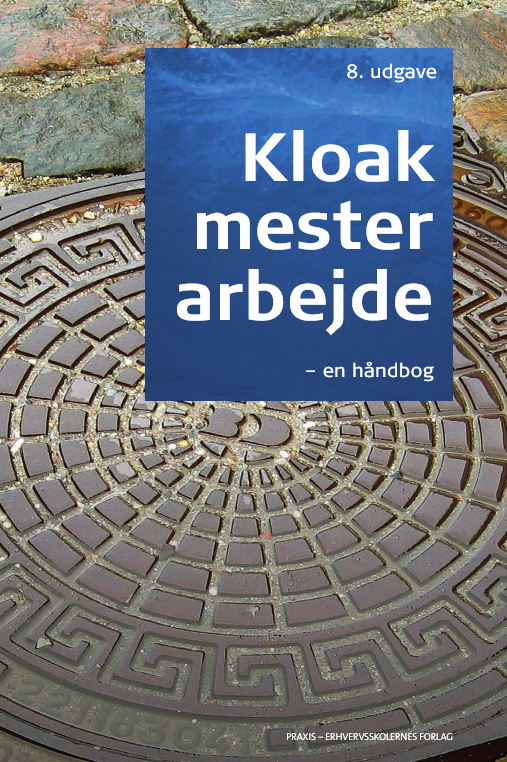 8. udgave
Kloak
mester
arbejde
– en håndbog
PRAXIS – ERHVERVSSKOLERNES FORLAG